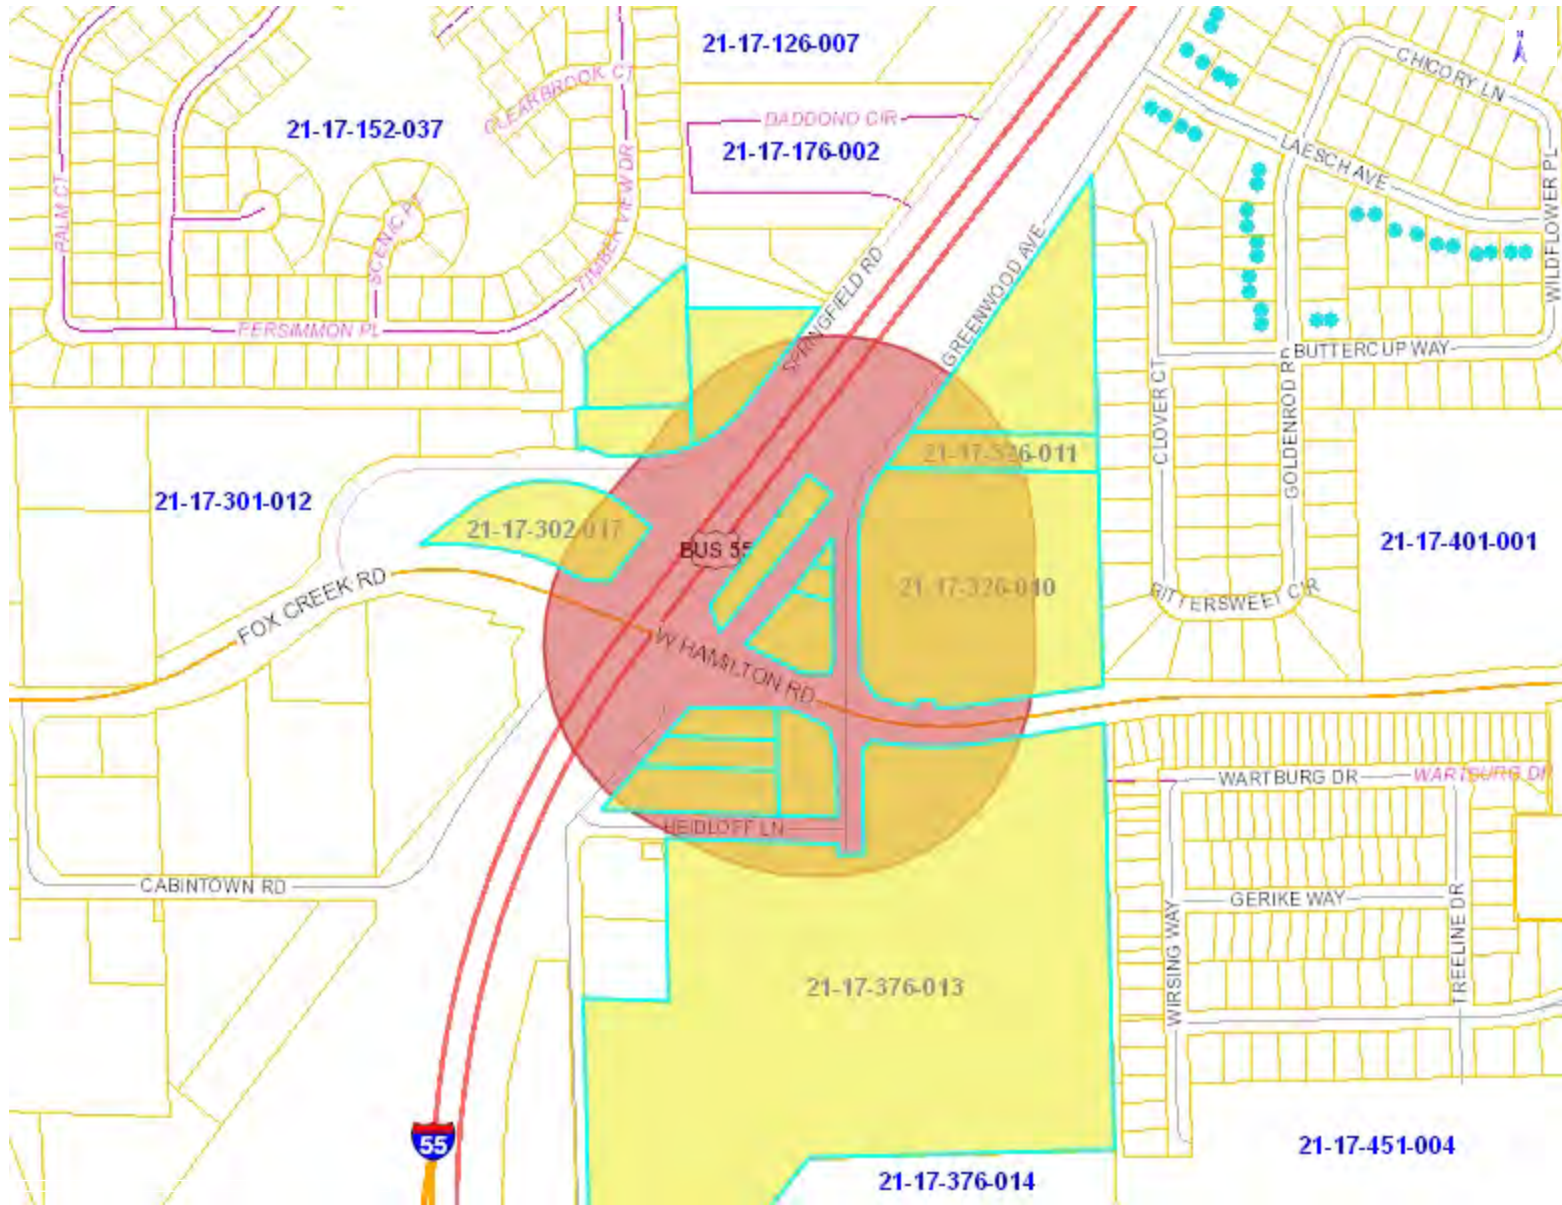 21-17-126-007
N
CHICORY LN
CLEARBROOK CT
DADDONO CIR
21-17-152-037
21-17-176-002
LAESCH AVE
PALM CT
SCENIC PT
TIMBER VIEW DR
WILDFLOWER PL
SPRINGFIELD RD
GREENWOOD AVE
PERSIMMON PL
BUTTERCUP WAY
CLOVER CT
GOLDENROD RD
21-17-326-011
21-17-301-012
21-17-302-017
BUS 55
21-17-401-001
21-17-326-010
BITTERSWEET CIR
FOX CREEK RD
W HAMILTON RD
WARTBURG DR
WARTBURG DR
HEIDLOFF LN
CABINTOWN RD
GERIKE WAY
WIRSING WAY
TREELINE DR
21-17-376-013
55
21-17-451-004
21-17-376-014